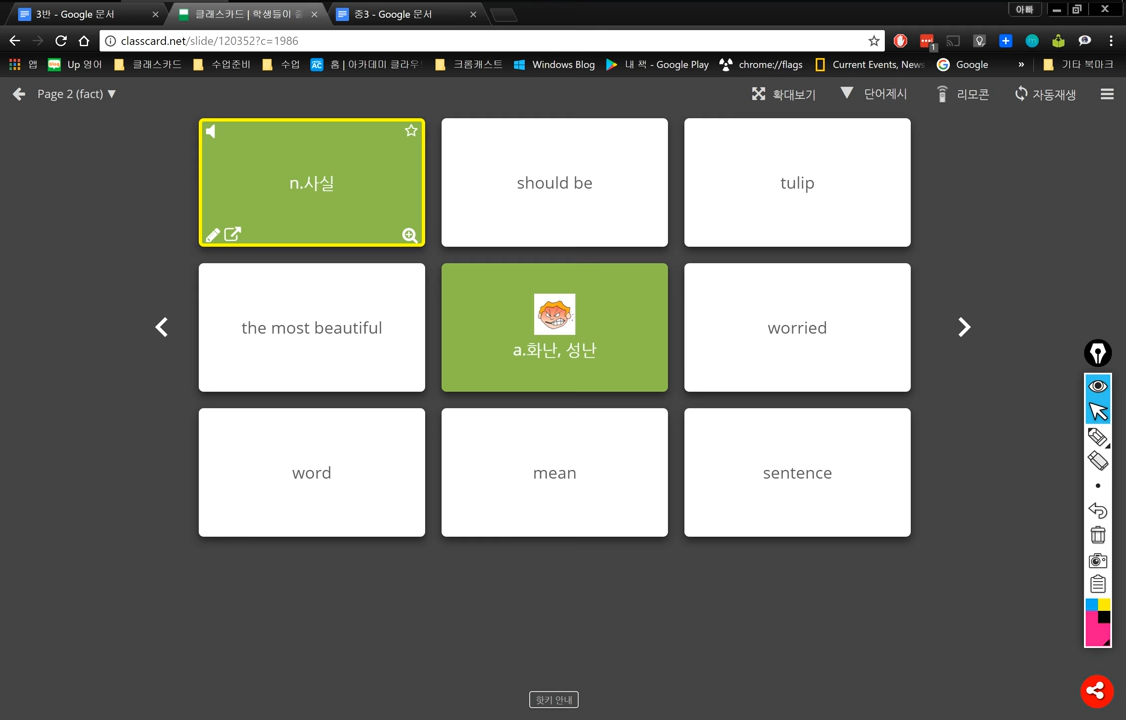 3반 - Google 문서
클래스카드 | 학생들이 좋
중3 - Google 문서
아빠
classcard.net/slide/120352?c=1986
1
앱
Up 영어
클래스카드
수업준비
수업
홈 | 아카데미 클라우
크롬캐스트
Windows Blog
내 책 - Google Play
chrome://flags
Current Events, News
Google
»
기타 북마크
Page 2 (fact) ▼
확대보기
단어제시
리모콘
자동재생
n.사실
should be
tulip
the most beautiful
a.화난, 성난
worried
word
mean
sentence
핫키 안내